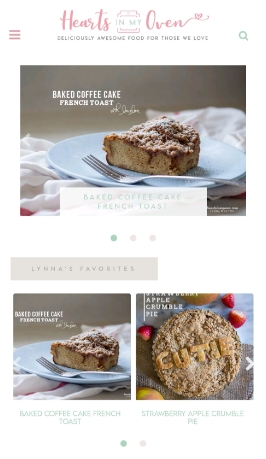 Hearts IN MY Oven
DELICIOUSLY AWESOME FOOD FOR THOSE WE LOVE
BAKED COFFEE CAKE
FRENCH TOAST
BAKED COFFEE CAKE
FRENCH TOAST
LYNNA'S FAVORITES
BAKED COFFEE CAKE
FRENCH TOAST
STRAWBERRY
APPLE
CRUMBLE
PIE
CUTIE
BAKED COFFEE CAKE FRENCH
TOAST
STRAWBERRY APPLE CRUMBLE
PIE